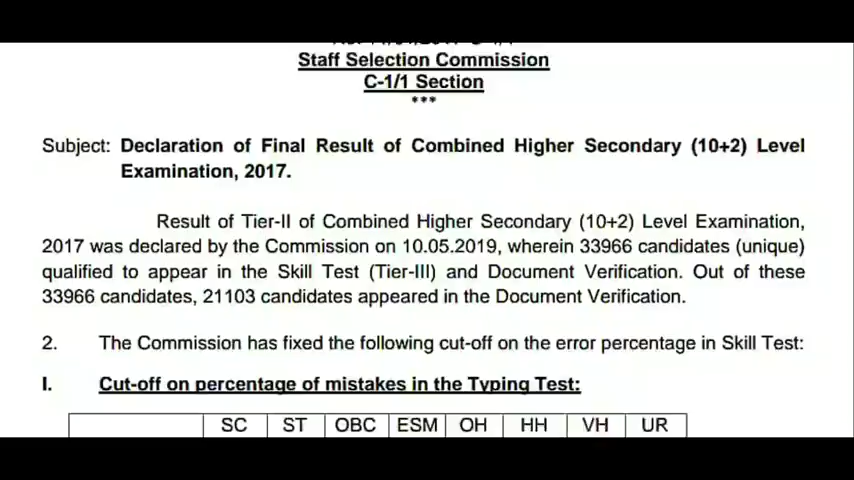 Staff Selection Commission
C-1/1 Section
***
Subject: Declaration of Final Result of Combined Higher Secondary (10+2) Level
Examination, 2017.
Result of Tier-II of Combined Higher Secondary (10+2) Level Examination,
2017 was declared by the Commission on 10.05.2019, wherein 33966 candidates (unique)
qualified to appear in the Skill Test (Tier-III) and Document Verification. Out of these
33966 candidates, 21103 candidates appeared in the Document Verification.
2. The Commission has fixed the following cut-off on the error percentage in Skill Test:
I. Cut-off on percentage of mistakes in the Typing Test:
SC ST OBC ESM OH HH VH UR